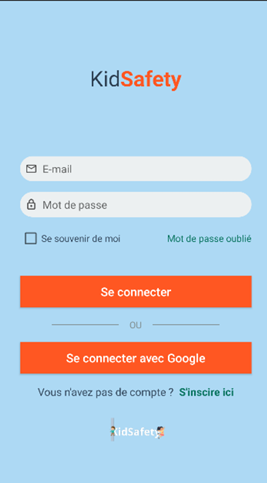 KidSafety
E-mail
Mot de passe
Se souvenir de moi
Mot de passe oublié
Se connecter
OU
Se connecter avec Google
Vous n'avez pas de compte ? S'inscire ici
KidSafety